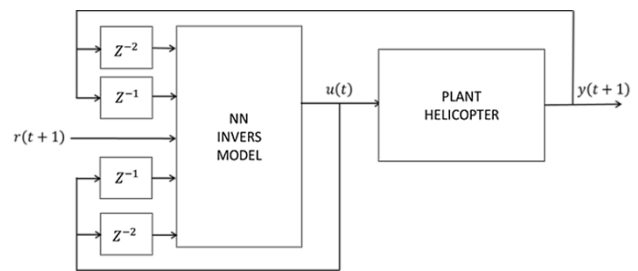 Z⁻²
Z⁻¹
r(t + 1)
Z⁻¹
Z⁻²
NN
INVERS
MODEL
u(t)
PLANT
HELICOPTER
y(t + 1)